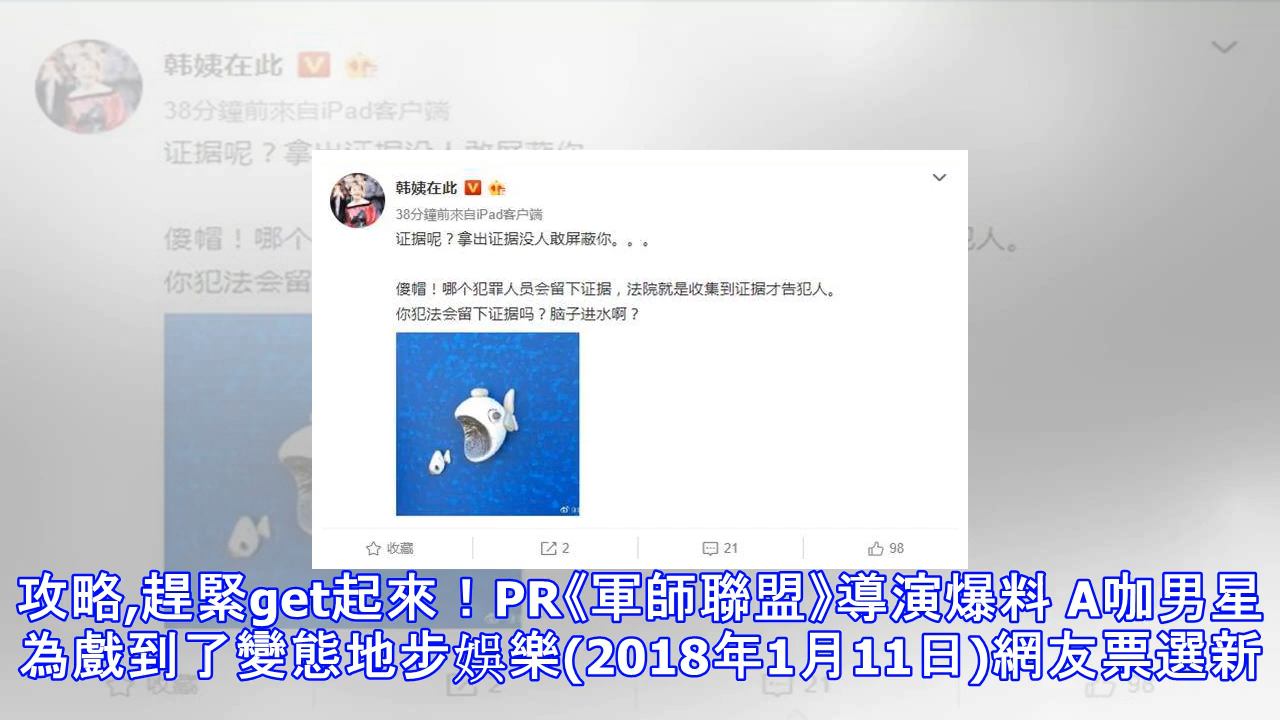 韩姨在此
38分鐘前來自iPad客户端
证据呢？拿出证据没人敢屏蔽你。。。
傻帽！哪个犯罪人员会留下证据，法院就是收集到证据才告犯人。
你犯法会留下证据吗？脑子进水啊？
收藏
2
21
98
攻略,趕緊get起來！PR《軍師聯盟》導演爆料 A咖男星
為戲到了變態地步娛樂(2018年1月11日)網友票選新